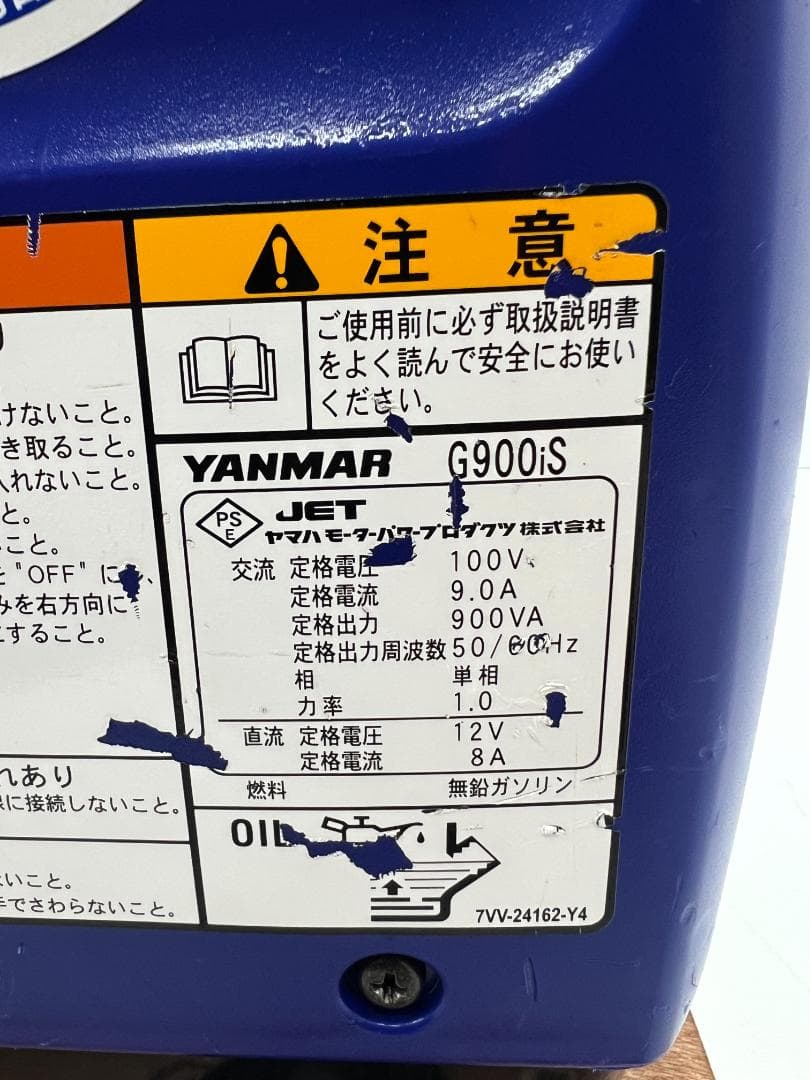 注意
ご使用前に必ず取扱説明書
をよく読んで安全にお使い
ください。
けないこと。
き取ること。
入れないこと。
と。
こと。
"OFF" に
みを右方向に
すること。
YANMAR G900iS
PS
E
JET
ヤマハモーターパワープロダクツ株式会社
交流 定格電圧 100V
定格電流 9.0A
定格出力 900VA
定格出力周波数 50/60Hz
相 単相
力率 1.0
直流 定格電圧 12V
定格電流 8A
燃料 無鉛ガソリン
れあり
に接続しないこと。
ないこと。
手でさわらないこと。
OIL
7VV-24162-Y4